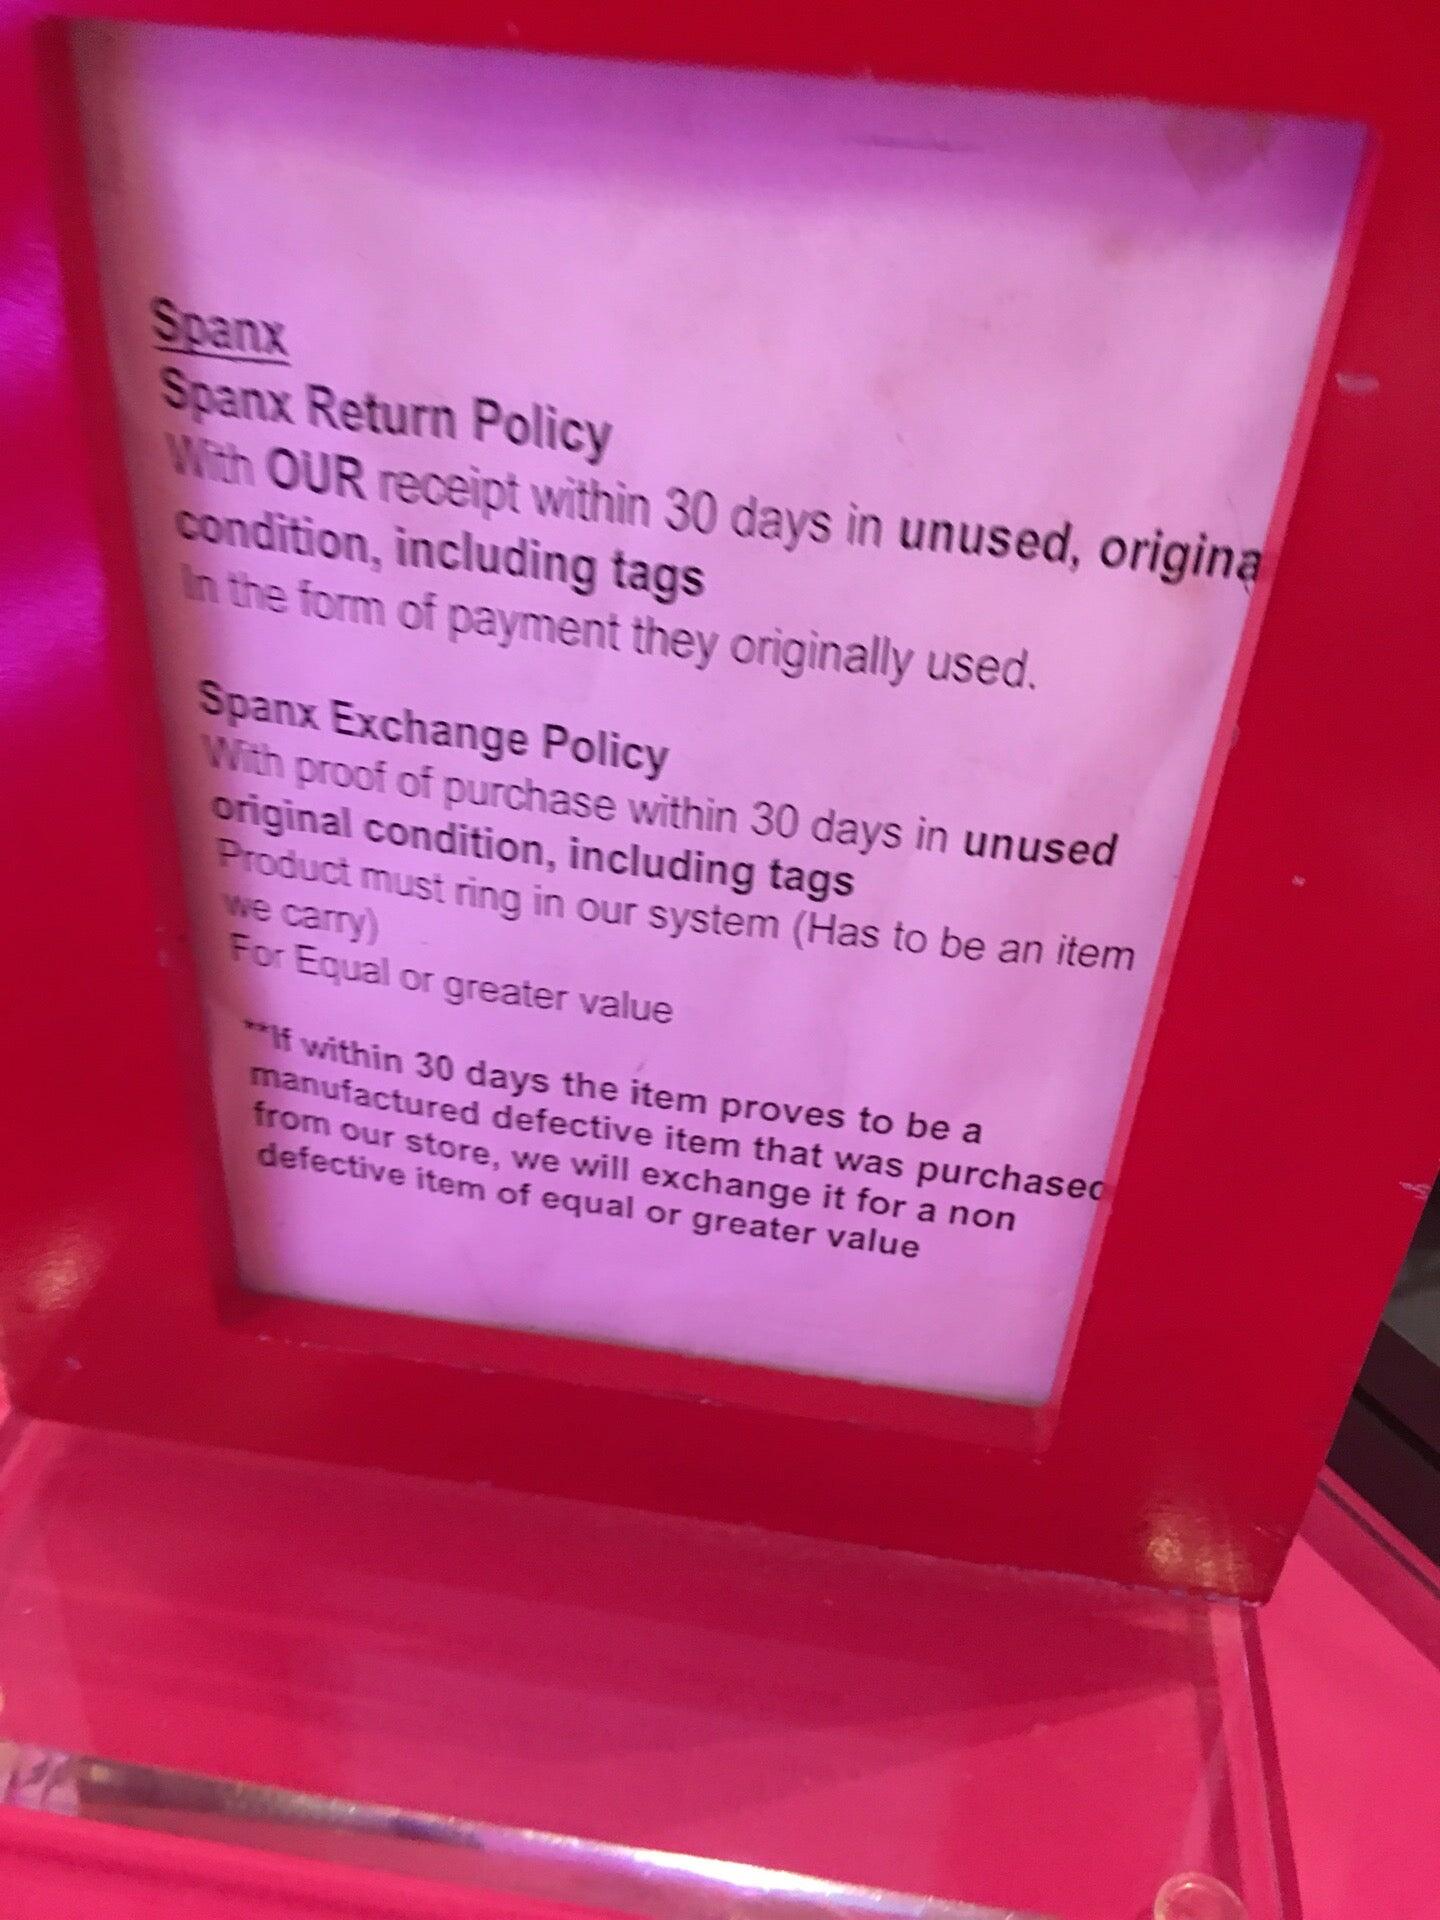 Spanx
Spanx Return Policy
With OUR receipt within 30 days in unused, origina
condition, including tags
In the form of payment they originally used.
Spanx Exchange Policy
With proof of purchase within 30 days in unused
original condition, including tags
Product must ring in our system (Has to be an item
we carry)
For Equal or greater value
**If within 30 days the item proves to be a
manufactured defective item that was purchased
from our store, we will exchange it for a non
defective item of equal or greater value